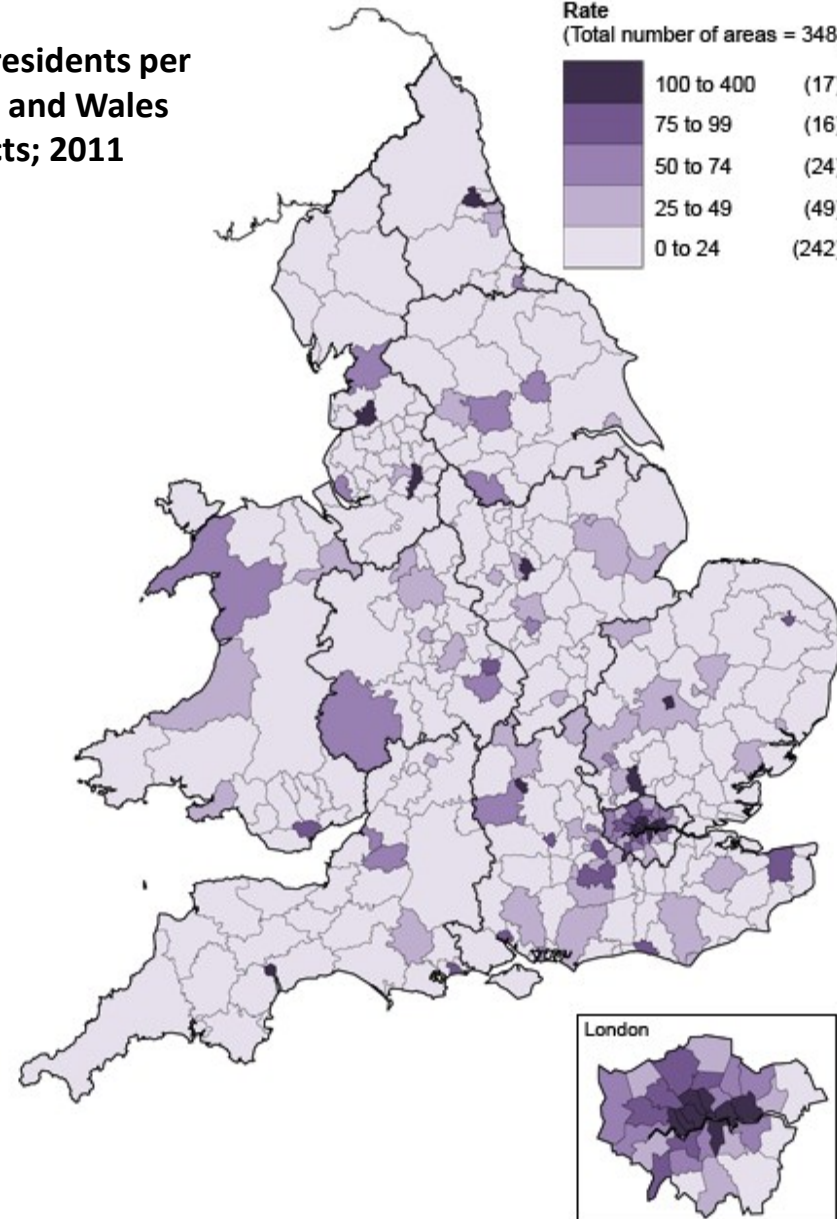 residents per
and Wales
cts; 2011
Rate
(Total number of areas = 348
100 to 400 (17
75 to 99 (16
50 to 74 (24
25 to 49 (49
0 to 24 (242
London